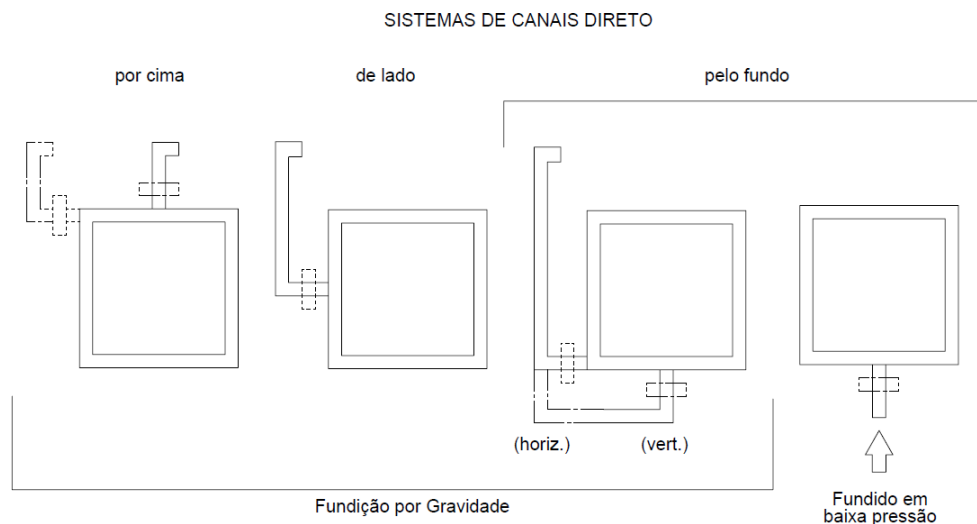 SISTEMAS DE CANAIS DIRETO
por cima
de lado
pelo fundo
(horiz.)
(vert.)
Fundição por Gravidade
Fundido em
baixa pressão